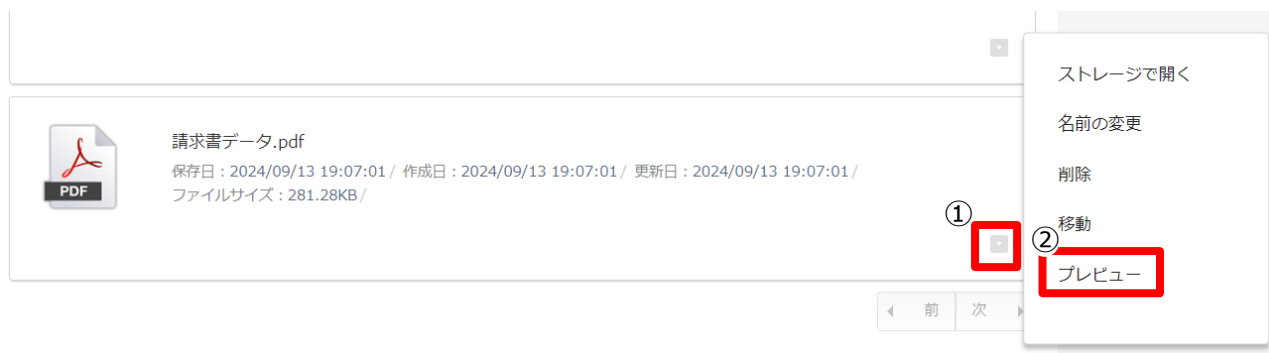 請求書データ.pdf
保存日：2024/09/13 19:07:01/ 作成日：2024/09/13 19:07:01/ 更新日：2024/09/13 19:07:01/
ファイルサイズ：281.28KB/
PDF
①
前 次
ストレージで開く
名前の変更
削除
移動
②
プレビュー